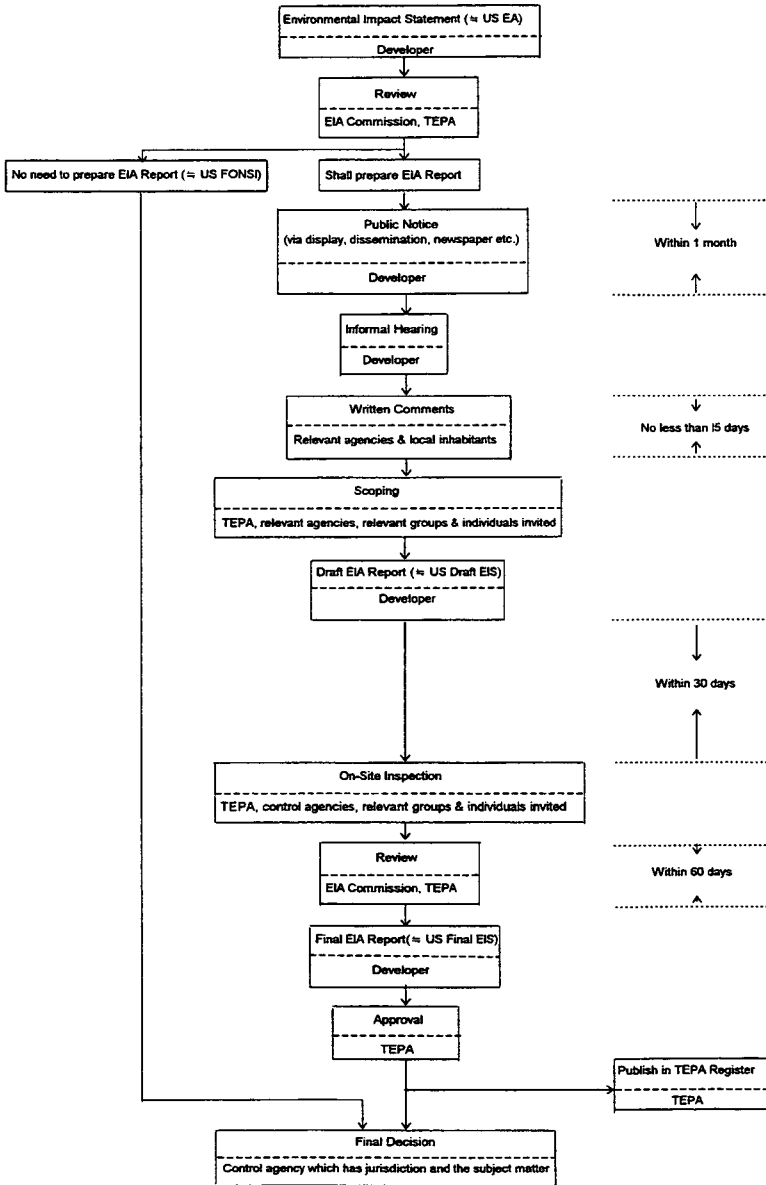 Environmental Impact Statement (≒ US EA)
Developer
Review
EIA Commission, TEPA
No need to prepare EIA Report (≒ US FONSI)
Shall prepare EIA Report
Public Notice
(via display, dissemination, newspaper etc.)
Developer
Within 1 month
Informal Hearing
Developer
Written Comments
Relevant agencies & local inhabitants
No less than 15 days
Scoping
TEPA, relevant agencies, relevant groups & individuals invited
Draft EIA Report (≒ US Draft EIS)
Developer
Within 30 days
On-Site Inspection
TEPA, control agencies, relevant groups & individuals invited
Review
EIA Commission, TEPA
Within 60 days
Final EIA Report(≒ US Final EIS)
Developer
Approval
TEPA
Publish in TEPA Register
TEPA
Final Decision
Control agency which has jurisdiction and the subject matter